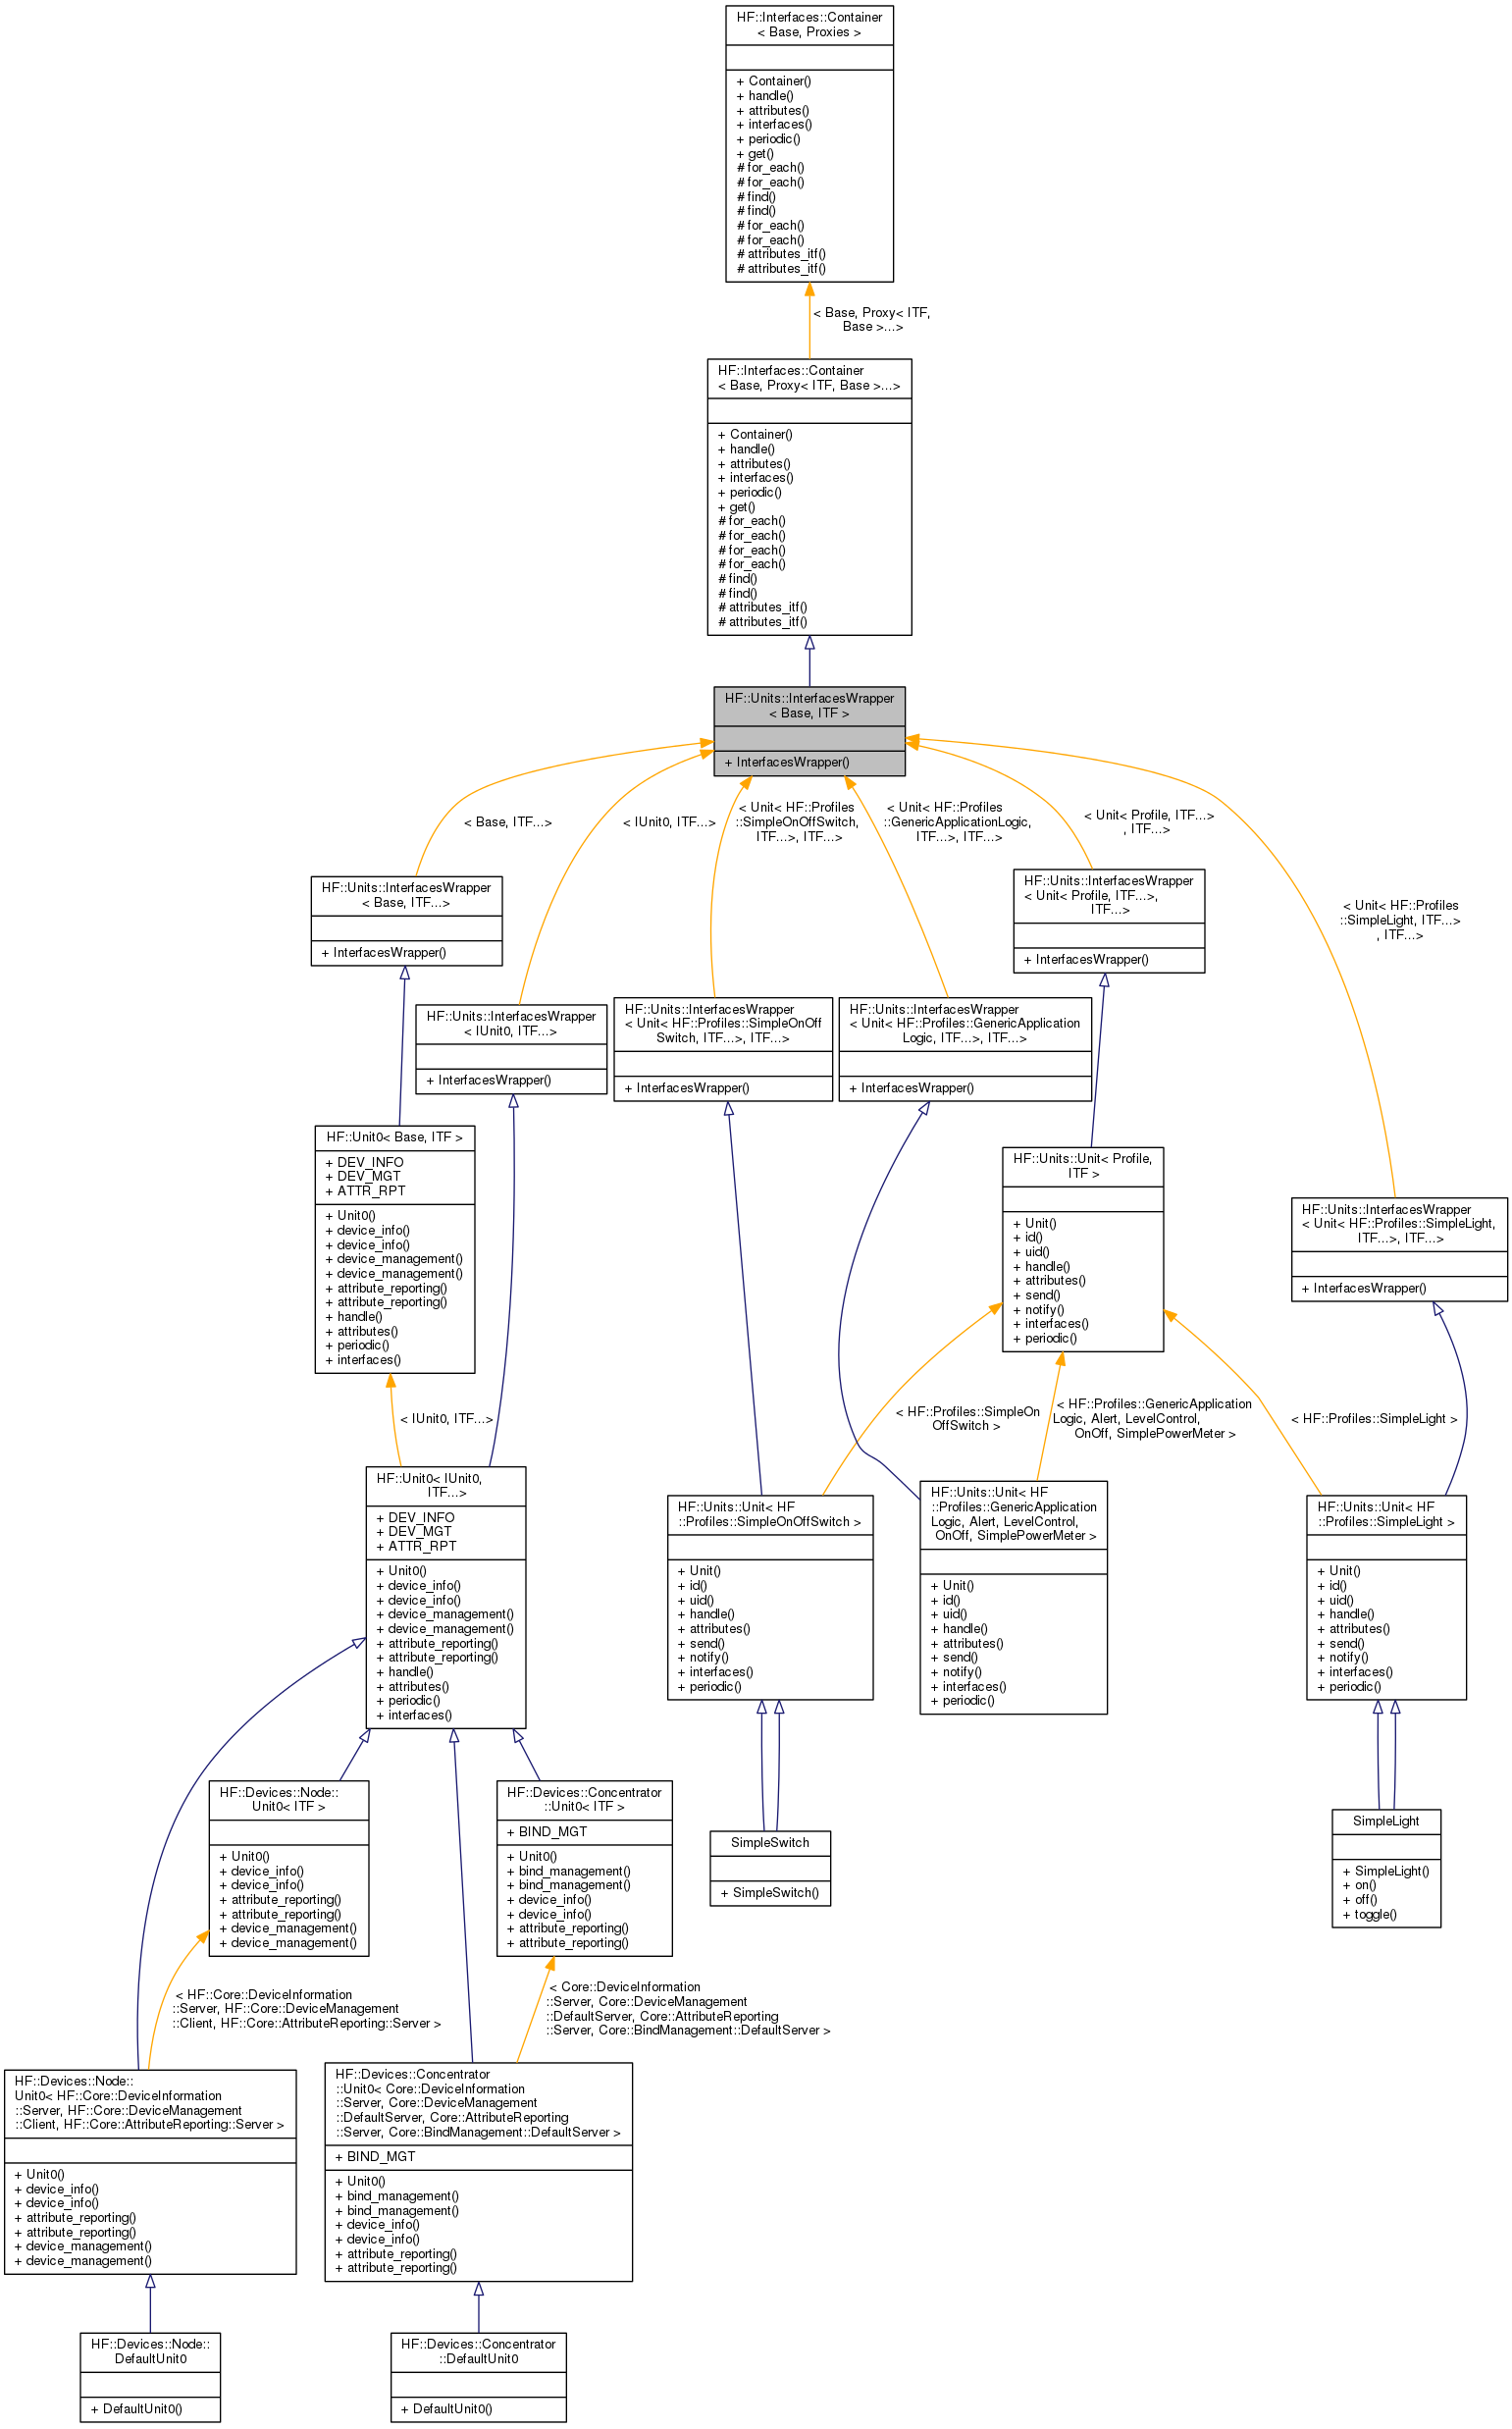 HF::Interfaces::Container
< Base, Proxies >
+ Container()
+ handle()
+ attributes()
+ interfaces()
+ periodic()
+ get()
# for_each()
# for_each()
# find()
# find()
# for_each()
# for_each()
# attributes_itf()
# attributes_itf()
< Base, Proxy< ITF,
Base >...>
HF::Interfaces::Container
< Base, Proxy< ITF, Base >...>
+ Container()
+ handle()
+ attributes()
+ interfaces()
+ periodic()
+ get()
# for_each()
# for_each()
# for_each()
# for_each()
# find()
# find()
# attributes_itf()
# attributes_itf()
HF::Units::InterfacesWrapper
< Base, ITF >
+ InterfacesWrapper()
< Base, ITF...>
< IUnit0, ITF...>
< Unit< HF::Profiles
::SimpleOnOffSwitch,
ITF...>, ITF...>
< Unit< HF::Profiles
::GenericApplicationLogic,
ITF...>, ITF...>
< Unit< Profile, ITF...>
, ITF...>
< Unit< HF::Profiles
::SimpleLight, ITF...>
, ITF...>
HF::Units::InterfacesWrapper
< Base, ITF...>
+ InterfacesWrapper()
HF::Units::InterfacesWrapper
< Unit< Profile, ITF...>,
ITF...>
+ InterfacesWrapper()
HF::Units::InterfacesWrapper
< IUnit0, ITF...>
+ InterfacesWrapper()
HF::Units::InterfacesWrapper
< Unit< HF::Profiles::SimpleOnOff
Switch, ITF...>, ITF...>
+ InterfacesWrapper()
HF::Units::InterfacesWrapper
< Unit< HF::Profiles::GenericApplication
Logic, ITF...>, ITF...>
+ InterfacesWrapper()
HF::Unit0< Base, ITF >
+ DEV_INFO
+ DEV_MGT
+ ATTR_RPT
+ Unit0()
+ device_info()
+ device_info()
+ device_management()
+ device_management()
+ attribute_reporting()
+ attribute_reporting()
+ handle()
+ attributes()
+ periodic()
+ interfaces()
HF::Units::Unit< Profile,
ITF >
+ Unit()
+ id()
+ uid()
+ handle()
+ attributes()
+ send()
+ notify()
+ interfaces()
+ periodic()
HF::Units::InterfacesWrapper
< Unit< HF::Profiles::SimpleLight,
ITF...>, ITF...>
+ InterfacesWrapper()
< IUnit0, ITF...>
< HF::Profiles::SimpleOn
OffSwitch >
< HF::Profiles::GenericApplication
Logic, Alert, LevelControl,
OnOff, SimplePowerMeter >
< HF::Profiles::SimpleLight >
HF::Unit0< IUnit0,
ITF...>
+ DEV_INFO
+ DEV_MGT
+ ATTR_RPT
+ Unit0()
+ device_info()
+ device_info()
+ device_management()
+ device_management()
+ attribute_reporting()
+ attribute_reporting()
+ handle()
+ attributes()
+ periodic()
+ interfaces()
HF::Units::Unit< HF
::Profiles::SimpleOnOffSwitch >
+ Unit()
+ id()
+ uid()
+ handle()
+ attributes()
+ send()
+ notify()
+ interfaces()
+ periodic()
HF::Units::Unit< HF
::Profiles::GenericApplication
Logic, Alert, LevelControl,
OnOff, SimplePowerMeter >
+ Unit()
+ id()
+ uid()
+ handle()
+ attributes()
+ send()
+ notify()
+ interfaces()
+ periodic()
HF::Units::Unit< HF
::Profiles::SimpleLight >
+ Unit()
+ id()
+ uid()
+ handle()
+ attributes()
+ send()
+ notify()
+ interfaces()
+ periodic()
HF::Devices::Node::
Unit0< ITF >
+ Unit0()
+ device_info()
+ device_info()
+ attribute_reporting()
+ attribute_reporting()
+ device_management()
+ device_management()
HF::Devices::Concentrator
::Unit0< ITF >
+ BIND_MGT
+ Unit0()
+ bind_management()
+ bind_management()
+ device_info()
+ device_info()
+ attribute_reporting()
+ attribute_reporting()
SimpleSwitch
+ SimpleSwitch()
SimpleLight
+ SimpleLight()
+ on()
+ off()
+ toggle()
< HF::Core::DeviceInformation
::Server, HF::Core::DeviceManagement
::Client, HF::Core::AttributeReporting::Server >
< Core::DeviceInformation
::Server, Core::DeviceManagement
::DefaultServer, Core::AttributeReporting
::Server, Core::BindManagement::DefaultServer >
HF::Devices::Node::
Unit0< HF::Core::DeviceInformation
::Server, HF::Core::DeviceManagement
::Client, HF::Core::AttributeReporting::Server >
+ Unit0()
+ device_info()
+ device_info()
+ attribute_reporting()
+ attribute_reporting()
+ device_management()
+ device_management()
HF::Devices::Concentrator
::Unit0< Core::DeviceInformation
::Server, Core::DeviceManagement
::DefaultServer, Core::AttributeReporting
::Server, Core::BindManagement::DefaultServer >
+ BIND_MGT
+ Unit0()
+ bind_management()
+ bind_management()
+ device_info()
+ device_info()
+ attribute_reporting()
+ attribute_reporting()
HF::Devices::Node::
DefaultUnit0
+ DefaultUnit0()
HF::Devices::Concentrator
::DefaultUnit0
+ DefaultUnit0()